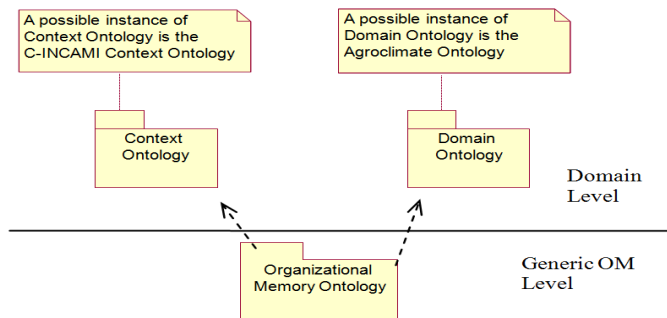 A possible instance of
Context Ontology is the
C-INCAMI Context Ontology
A possible instance of
Domain Ontology is the
Agroclimate Ontology
Context
Ontology
Domain
Ontology
Domain
Level
Organizational
Memory Ontology
Generic OM
Level